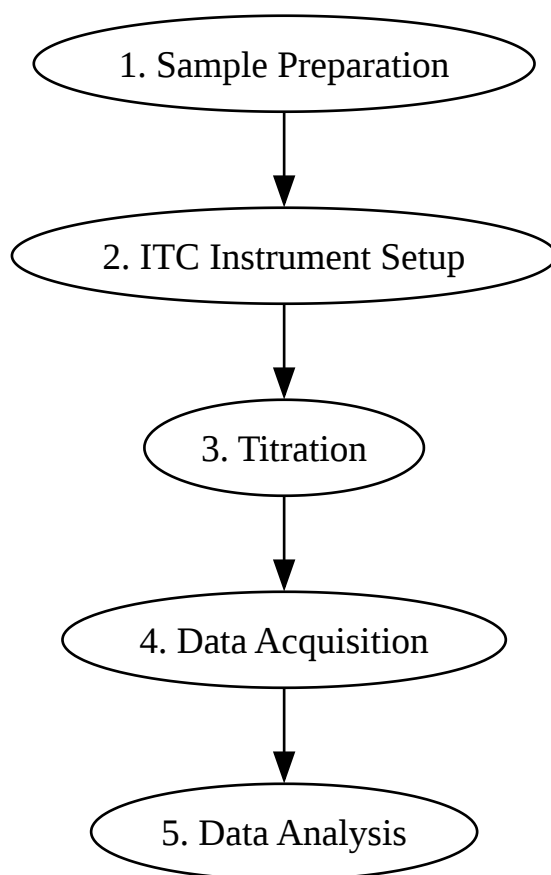 1. Sample Preparation
2. ITC Instrument Setup
3. Titration
4. Data Acquisition
5. Data Analysis